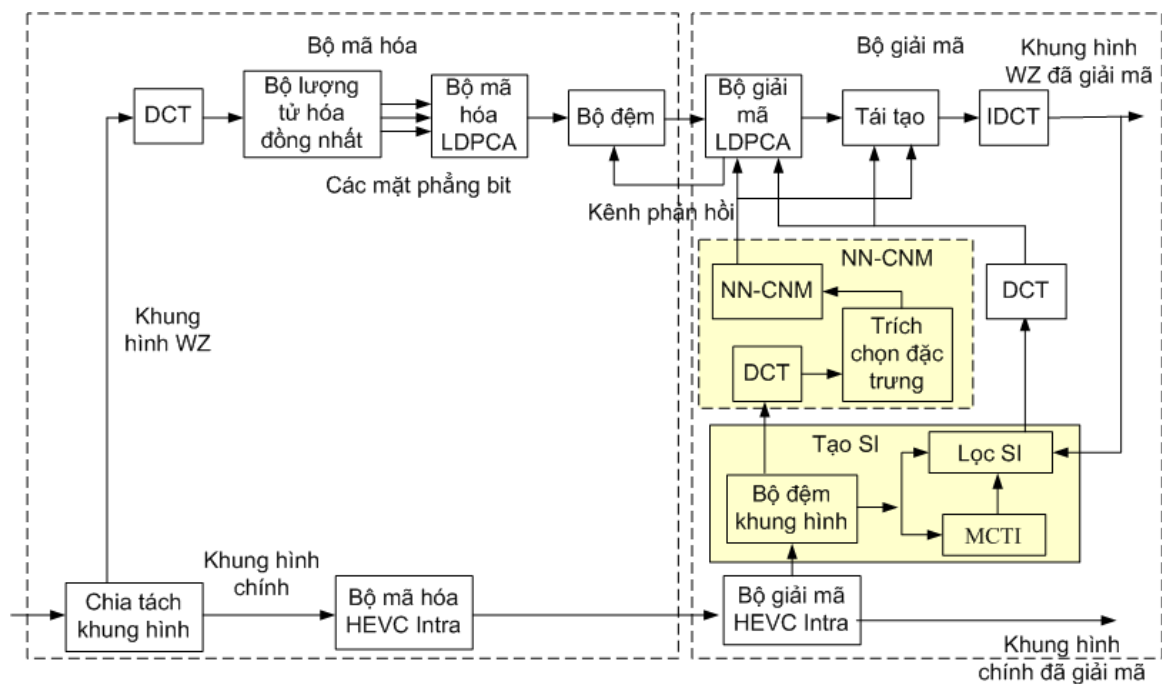 Bộ mã hóa
Bộ giải mã
Khung hình
WZ đã giải mã
DCT
Bộ lượng
tử hóa
đồng nhất
Bộ mã
hóa
LDPCA
Bộ đệm
Bộ giải
mã
LDPCA
Tái tạo
IDCT
Các mặt phẳng bit
Kênh phản hồi
NN-CNM
NN-CNM
DCT
Khung
hình WZ
Trích
chọn đặc
trưng
DCT
Tạo SI
Lọc SI
Bộ đệm
khung hình
MCTI
Khung hình
chính
Chia tách
khung hình
Bộ mã hóa
HEVC Intra
Bộ giải mã
HEVC Intra
Khung hình
chính đã giải mã